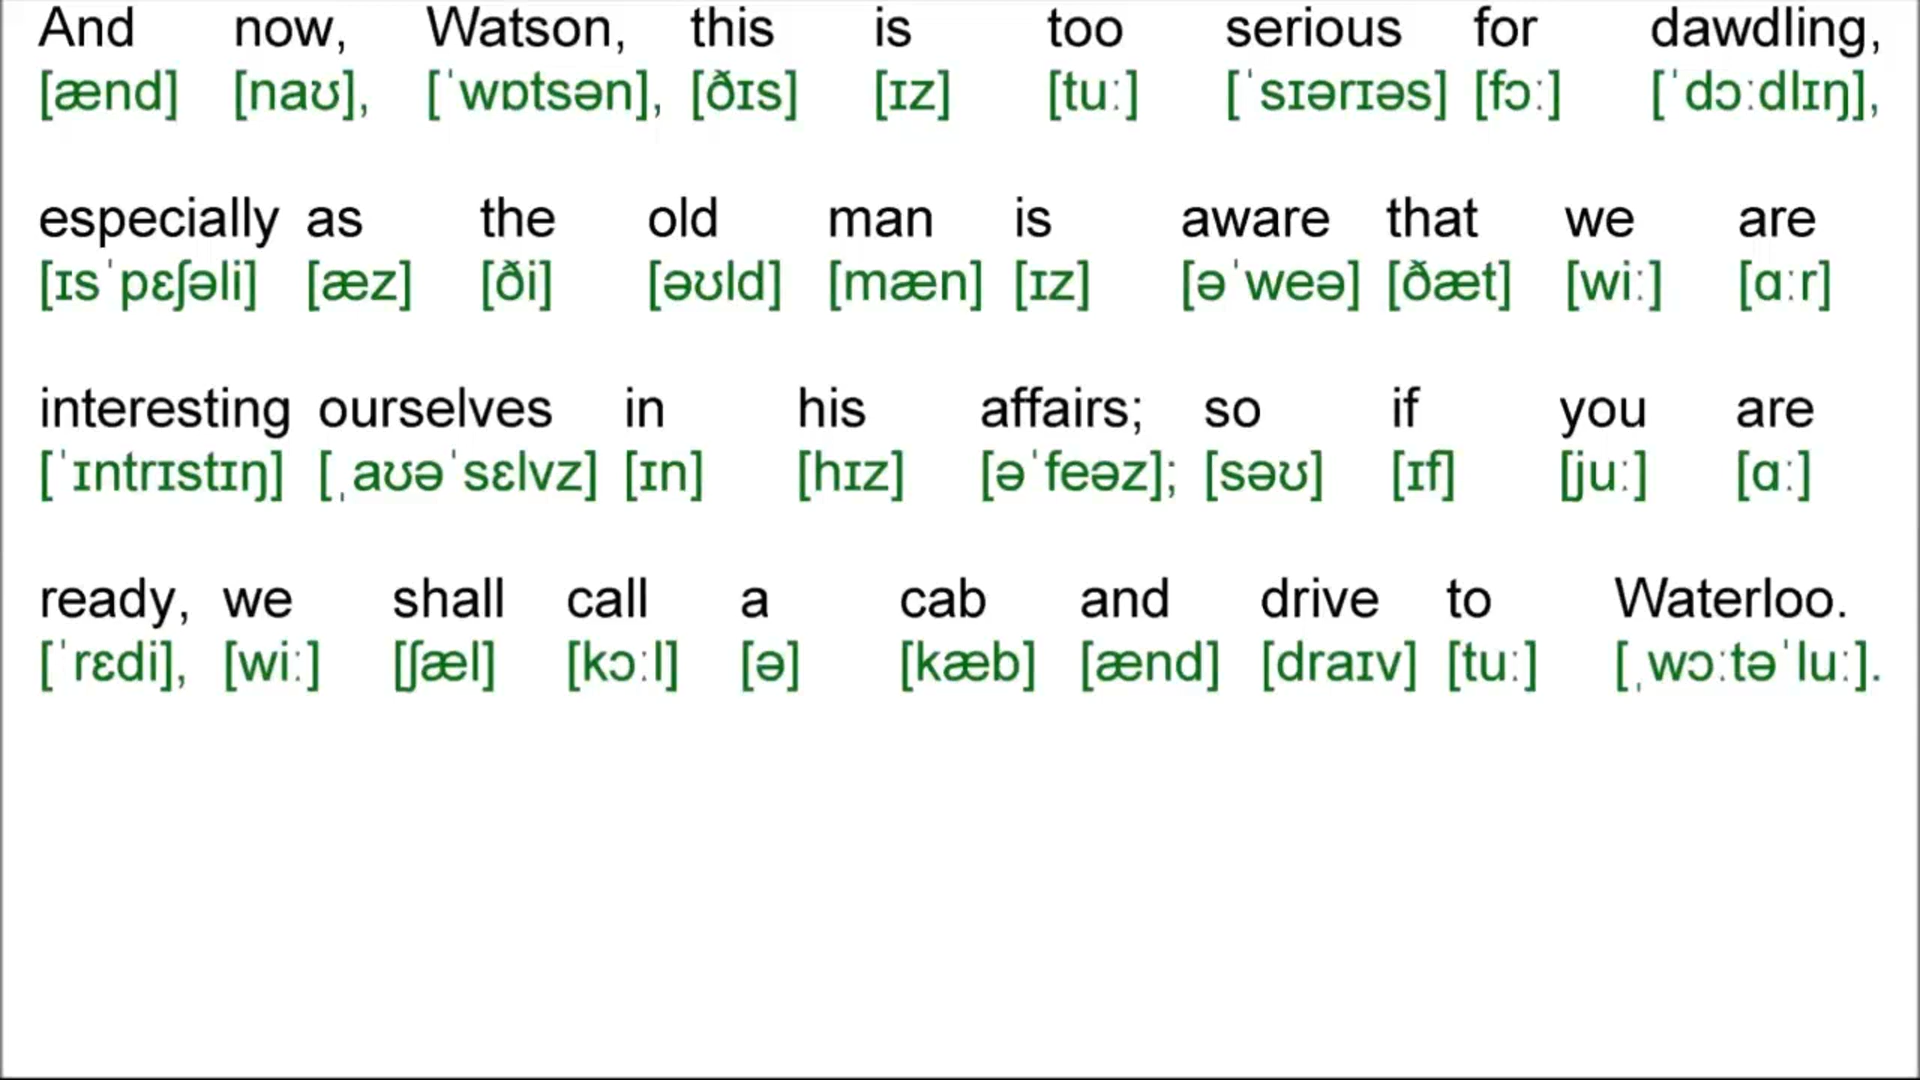 And now, Watson, this is too serious for dawdling,
[ænd] [naʊ], [ˈwɒtsən], [ðɪs] [ɪz] [tuː] [ˈsɪərɪəs] [fɔː] [ˈdɔːdlɪŋ],
especially as the old man is aware that we are
[ɪsˈpɛʃəli] [æz] [ði] [əʊld] [mæn] [ɪz] [əˈweə] [ðæt] [wiː] [ɑːr]
interesting ourselves in his affairs; so if you are
[ˈɪntrɪstɪŋ] [ˌaʊəˈsɛlvz] [ɪn] [hɪz] [əˈfeəz]; [səʊ] [ɪf] [juː] [ɑː]
ready, we shall call a cab and drive to Waterloo.
[ˈrɛdi], [wiː] [ʃæl] [kɔːl] [ə] [kæb] [ænd] [draɪv] [tuː] [ˌwɔːtəˈluː].